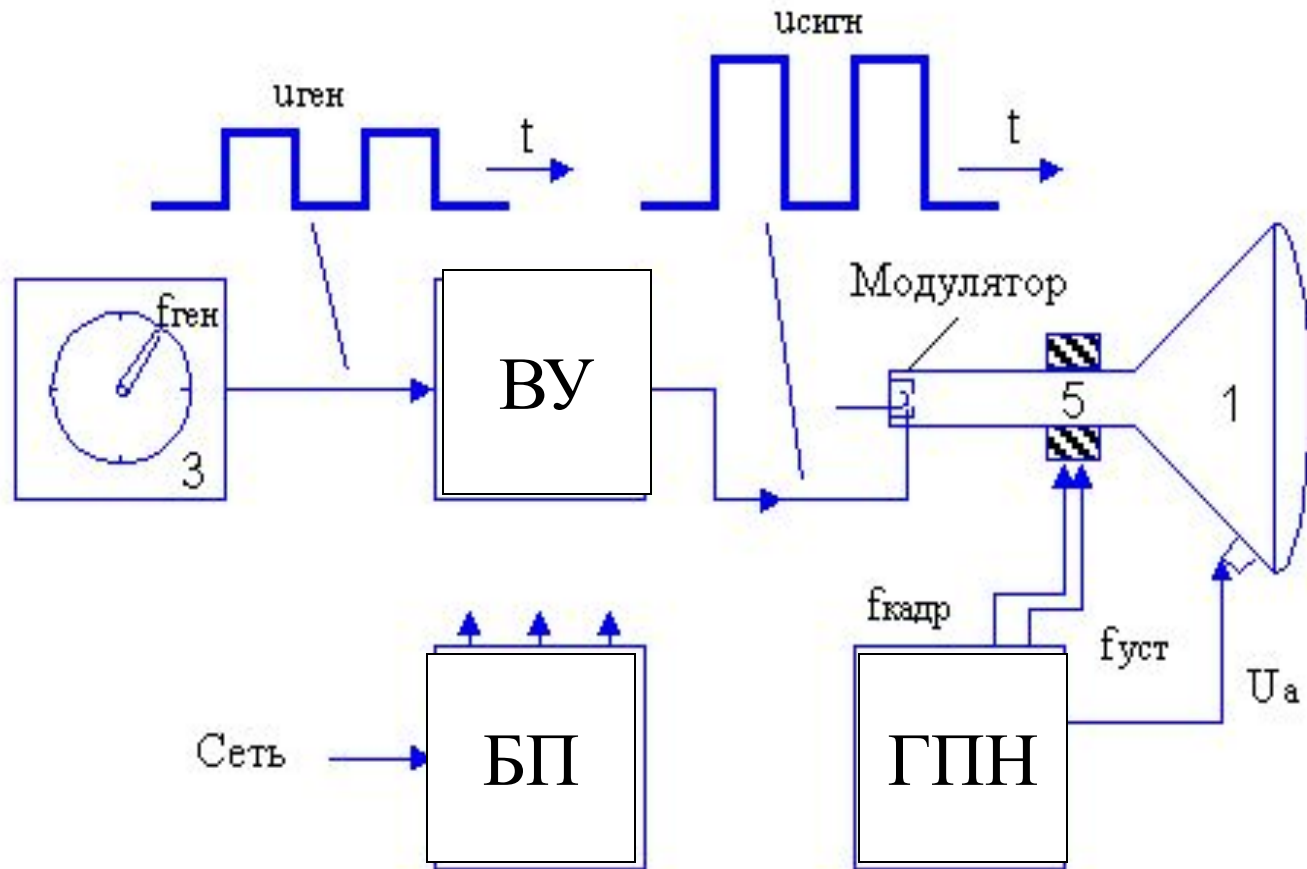 uсигн
uген
t
t
Модулятор
fген
3
ВУ
5
1
fкадр
fуст
Uа
Сеть
БП
ГПН